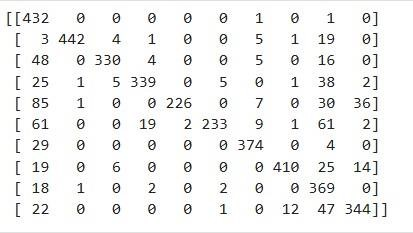 [[432 0 0 0 0 0 1 0 1 0]
[ 3 442 4 1 0 0 5 1 19 0]
[ 48 0 330 4 0 0 5 0 16 0]
[ 25 1 5 339 0 5 0 1 38 2]
[ 85 1 0 0 226 0 7 0 30 36]
[ 61 0 0 19 2 233 9 1 61 2]
[ 29 0 0 0 0 0 374 0 4 0]
[ 19 0 6 0 0 0 0 410 25 14]
[ 18 1 0 2 0 2 0 0 369 0]
[ 22 0 0 0 0 1 0 12 47 344]]